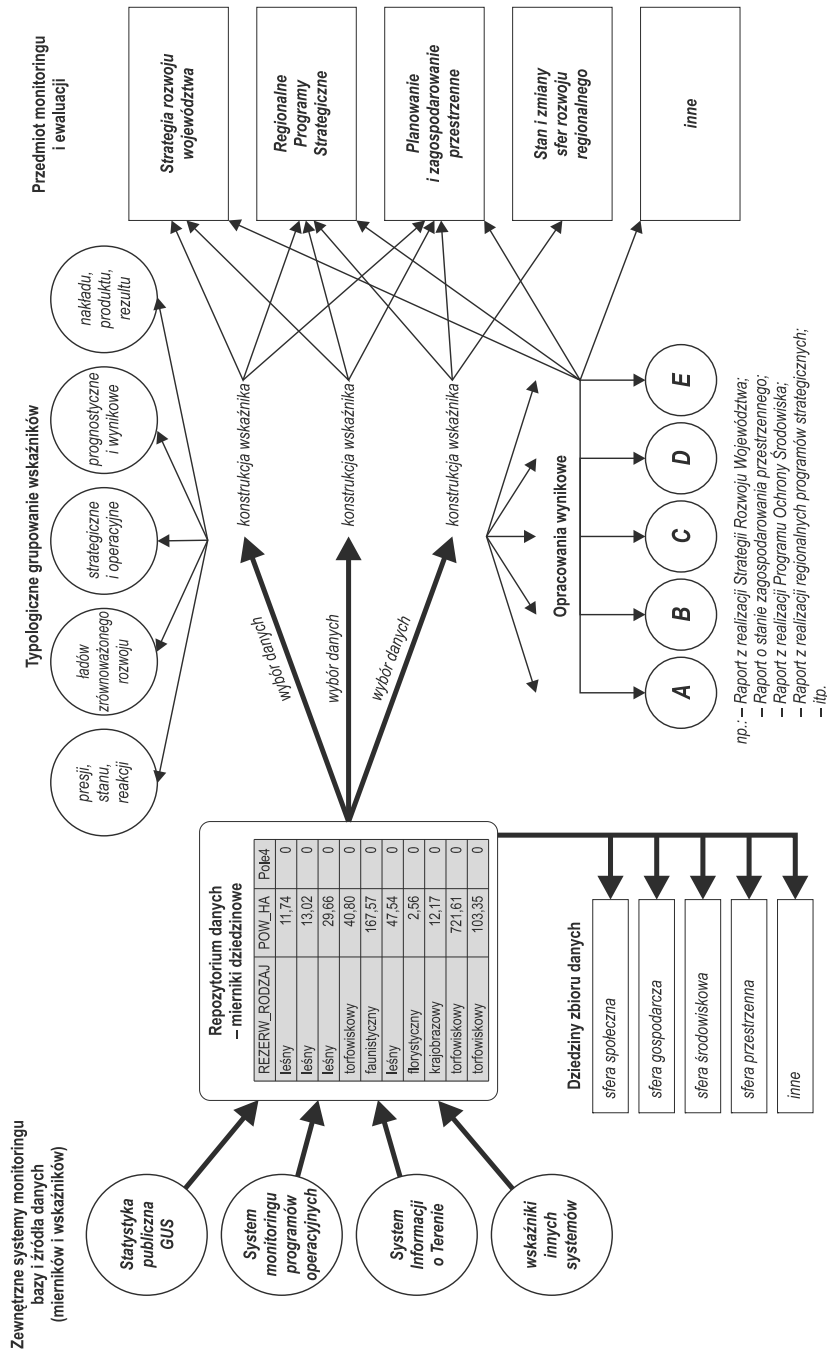 Zewnętrzne systemy monitoringu
bazy i źródła danych
(mierników i wskaźników)
Statystyka
publiczna
GUS
System
monitoringu
programów
operacyjnych
System
Informacji
o Terenie
wskaźniki
innych
systemów
Repozytorium danych
– mierniki dziedzinowe
REZERW_RODZAJ POW_HA Pole4
leśny 11,74 0
leśny 13,02 0
leśny 29,66 0
torfowiskowy 40,80 0
faunistyczny 167,57 0
leśny 47,54 0
florystyczny 2,56 0
krajobrazowy 12,17 0
torfowiskowy 721,61 0
torfowiskowy 103,35 0
Dziedziny zbioru danych
sfera społeczna
sfera gospodarcza
sfera środowiskowa
sfera przestrzenna
inne
Typologiczne grupowanie wskaźników
presji,
stanu,
reakcji
ładów
zrównoważonego
rozwoju
strategiczne
i operacyjne
prognostyczne
i wynikowe
nakładu,
produktu,
rezultu
wybór danych
wybór danych
wybór danych
konstrukcja wskaźnika
konstrukcja wskaźnika
konstrukcja wskaźnika
Opracowania wynikowe
A
B
C
D
E
np.: – Raport z realizacji Strategii Rozwoju Województwa;
– Raport o stanie zagospodarowania przestrzennego;
– Raport z realizacji Programu Ochrony Środowiska;
– Raport z realizacji regionalnych programów strategicznych;
– itp.
Przedmiot monitoringu
i ewaluacji
Strategia rozwoju
województwa
Regionalne
Programy
Strategiczne
Planowanie
i zagospodarowanie
przestrzenne
Stan i zmiany
sfer rozwoju
regionalnego
inne